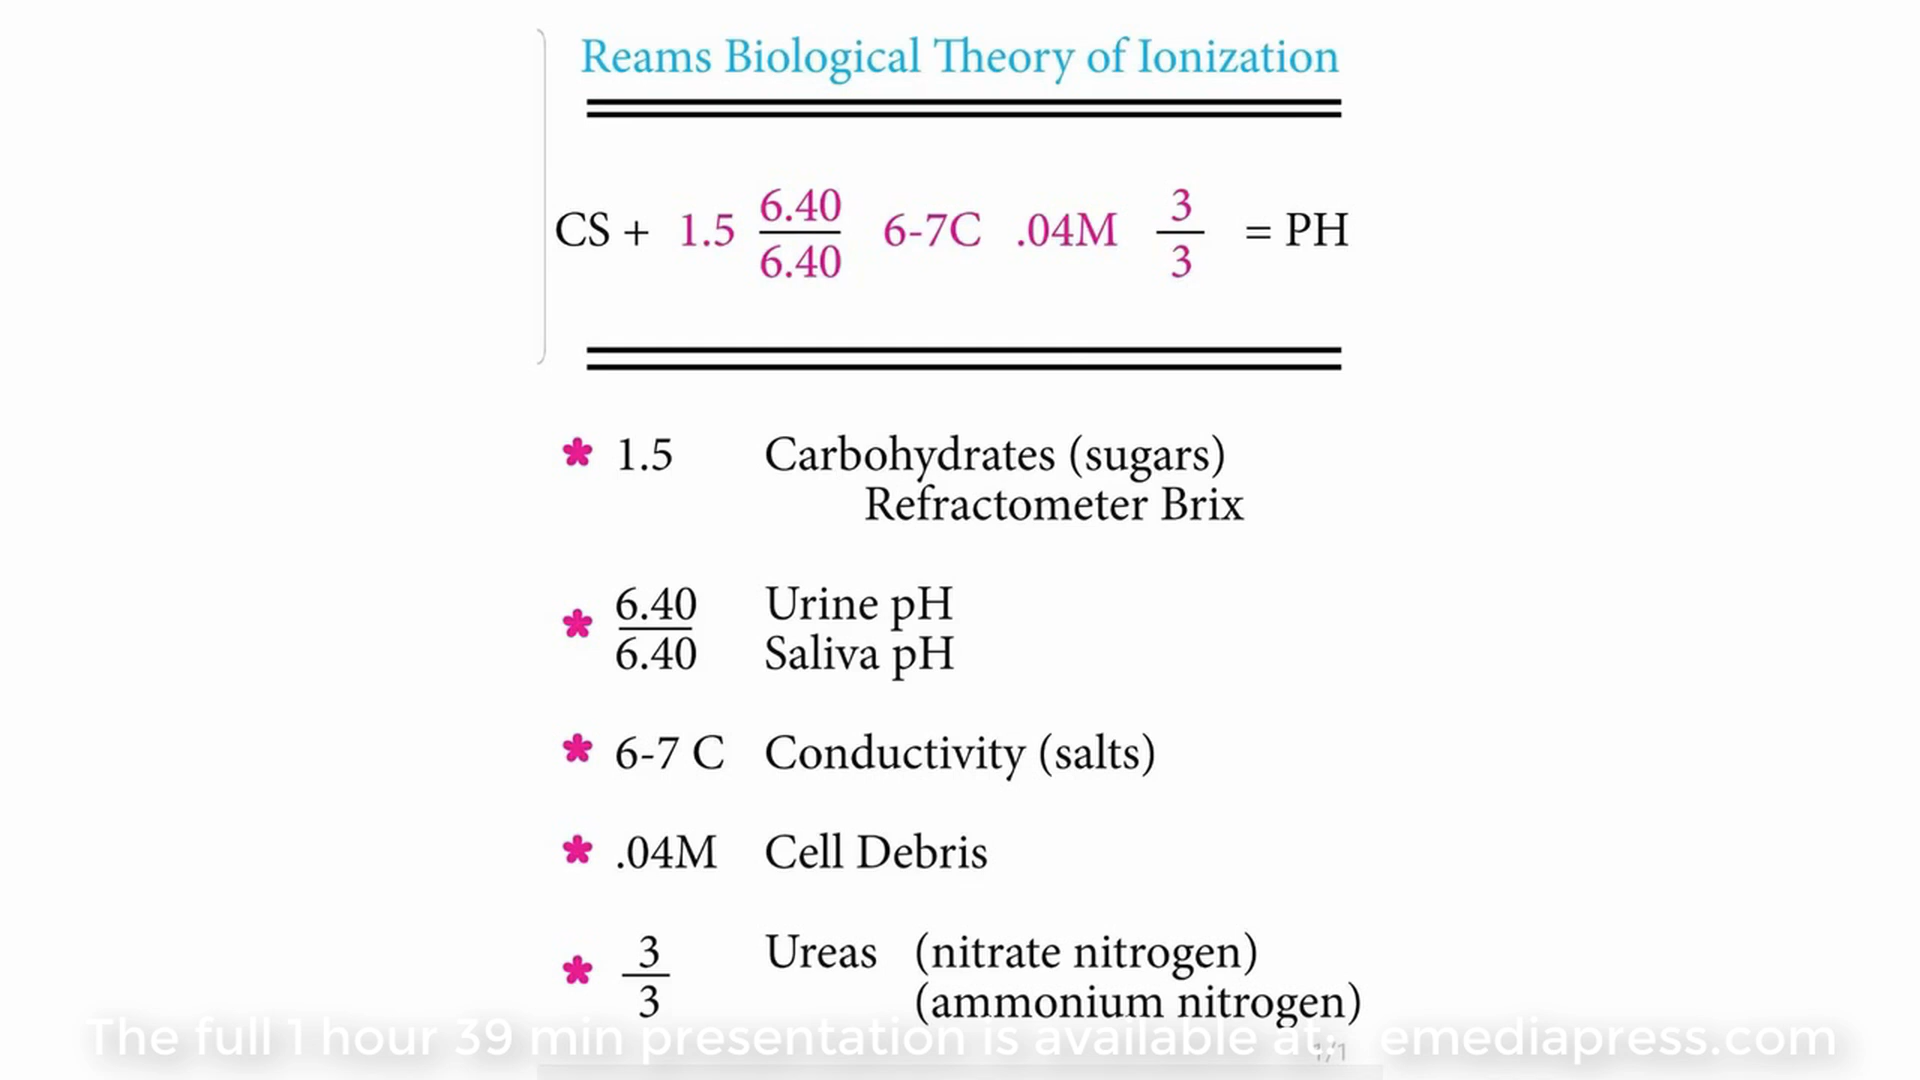 Reams Biological Theory of Ionization
CS + 1.5 6.40/6.40 6-7C .04M 3/3 = PH
* 1.5 Carbohydrates (sugars)
Refractometer Brix
* 6.40 Urine pH
6.40 Saliva pH
* 6-7 C Conductivity (salts)
* .04M Cell Debris
* 3 Ureas (nitrate nitrogen)
3 (ammonium nitrogen)
The full 1 hour 39 min presentation is available at emediapress.com
1/1